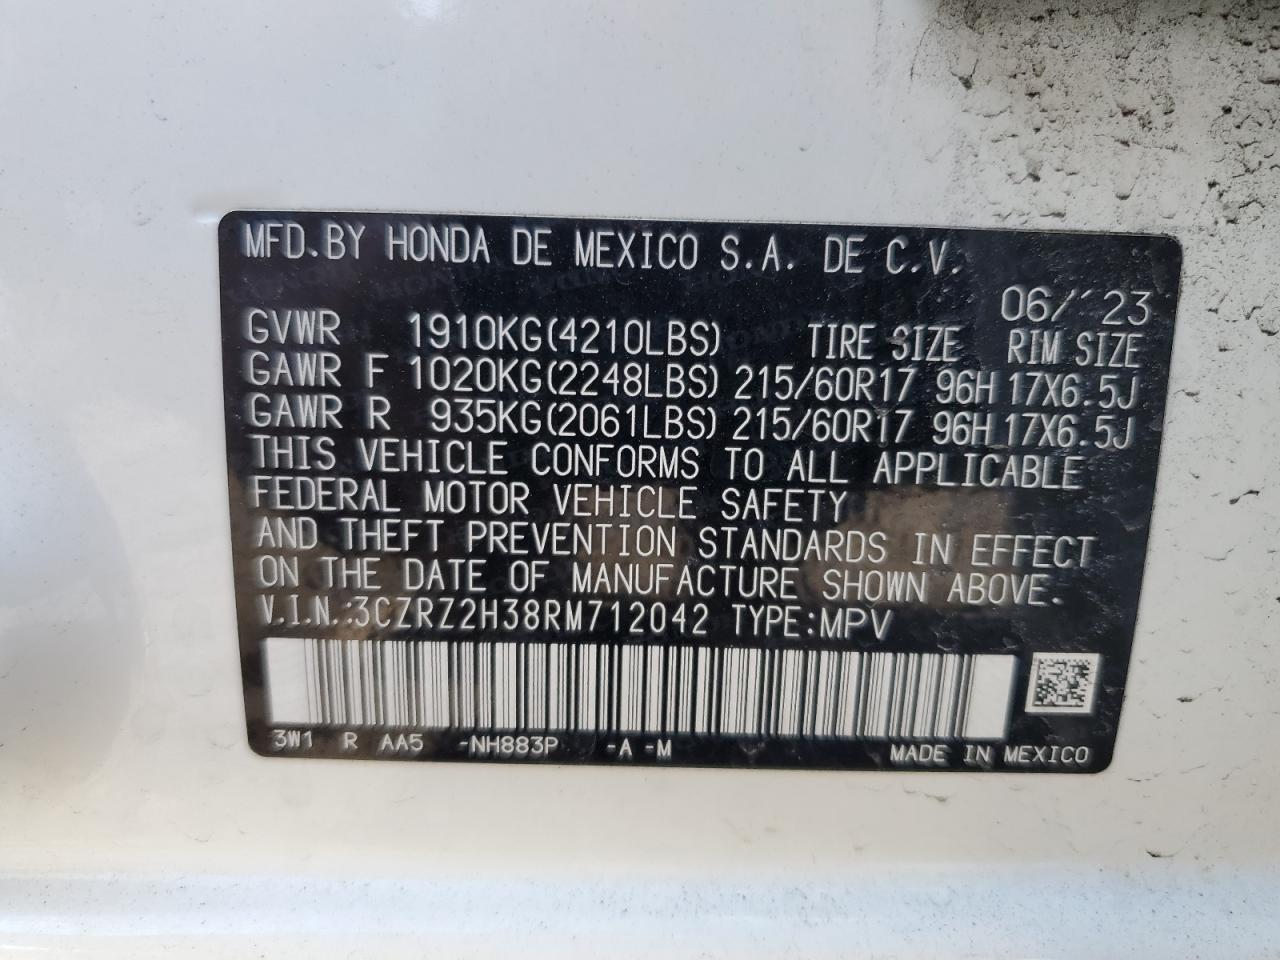 MFD.BY HONDA DE MEXICO S.A. DE C.V.
06/ 23
GVWR 1910KG(4210LBS) TIRE SIZE RIM SIZE
GAWR F 1020KG(2248LBS) 215/60R17 96H 17X6.5J
GAWR R 935KG(2061LBS) 215/60R17 96H 17X6.5J
THIS VEHICLE CONFORMS TO ALL APPLICABLE
FEDERAL MOTOR VEHICLE SAFETY
AND THEFT PREVENTION STANDARDS IN EFFECT
ON THE DATE OF MANUFACTURE SHOWN ABOVE.
V.I.N.:3CZRZ2H38RM712042 TYPE:MPV
3W1 R AA5 -NH883P -A -M MADE IN MEXICO